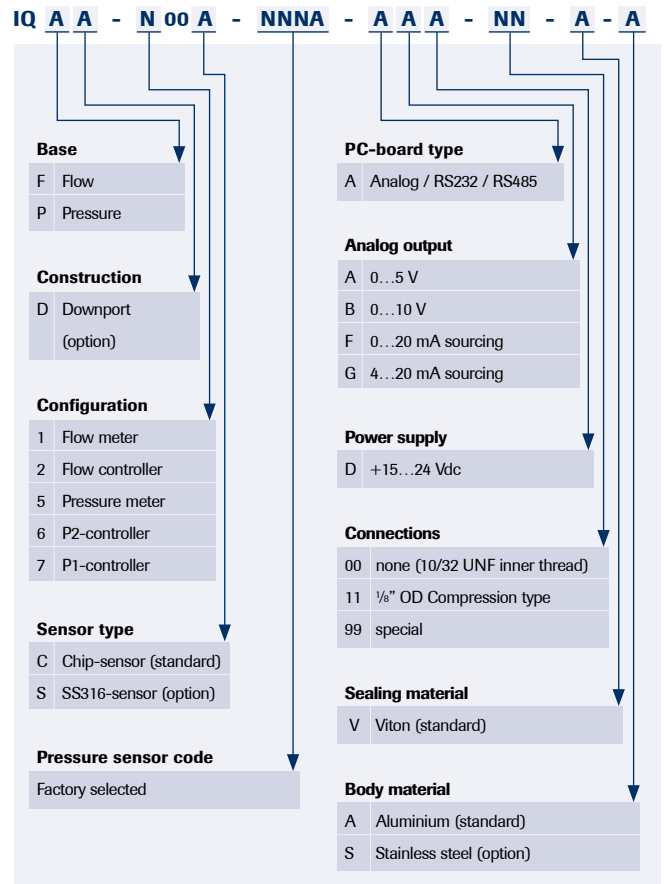 IQ A A - N 00 A - NNNA - A A A - NN - A - A
Base
F Flow
P Pressure
Construction
D Downport
(option)
Configuration
1 Flow meter
2 Flow controller
5 Pressure meter
6 P2-controller
7 P1-controller
Sensor type
C Chip-sensor (standard)
S SS316-sensor (option)
Pressure sensor code
Factory selected
PC-board type
A Analog / RS232 / RS485
Analog output
A 0…5 V
B 0…10 V
F 0…20 mA sourcing
G 4…20 mA sourcing
Power supply
D +15…24 Vdc
Connections
00 none (10/32 UNF inner thread)
11 ⅛” OD Compression type
99 special
Sealing material
V Viton (standard)
Body material
A Aluminium (standard)
S Stainless steel (option)